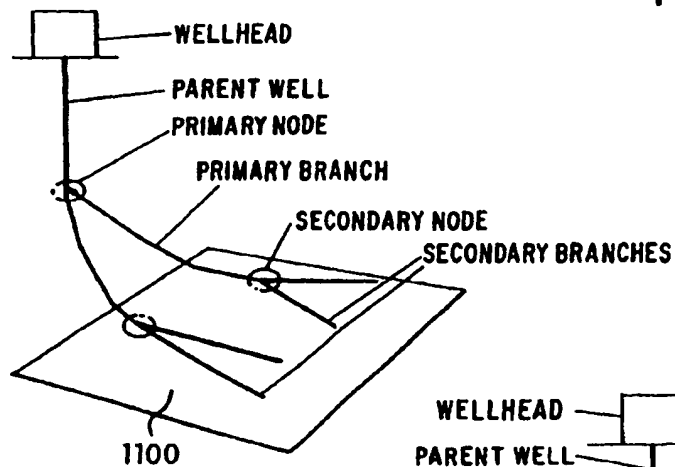 WELLHEAD
PARENT WELL
PRIMARY NODE
PRIMARY BRANCH
SECONDARY NODE
SECONDARY BRANCHES
1100
WELLHEAD
PARENT WELL